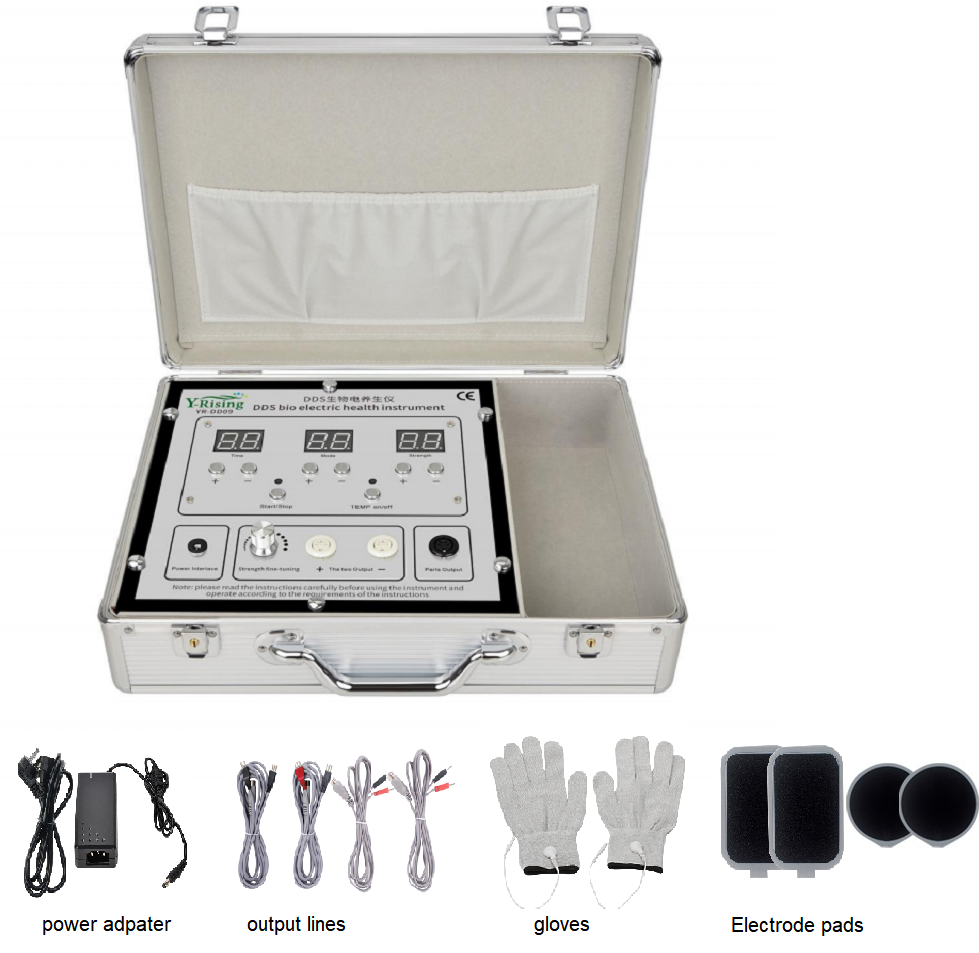 Y-Rising
YR-DD09
DDS生物电养生仪
DDS bio electric health instrument
CE
88 88 88
Time Mode Strength
+ − + − + −
Start/Stop TEMP on/off
Power Interface Strength fine-tuning + The two Output − Parts Output
Note: please read the instructions carefully before using the instrument and
operate according to the requirements of the instructions
power adpater output lines gloves Electrode pads